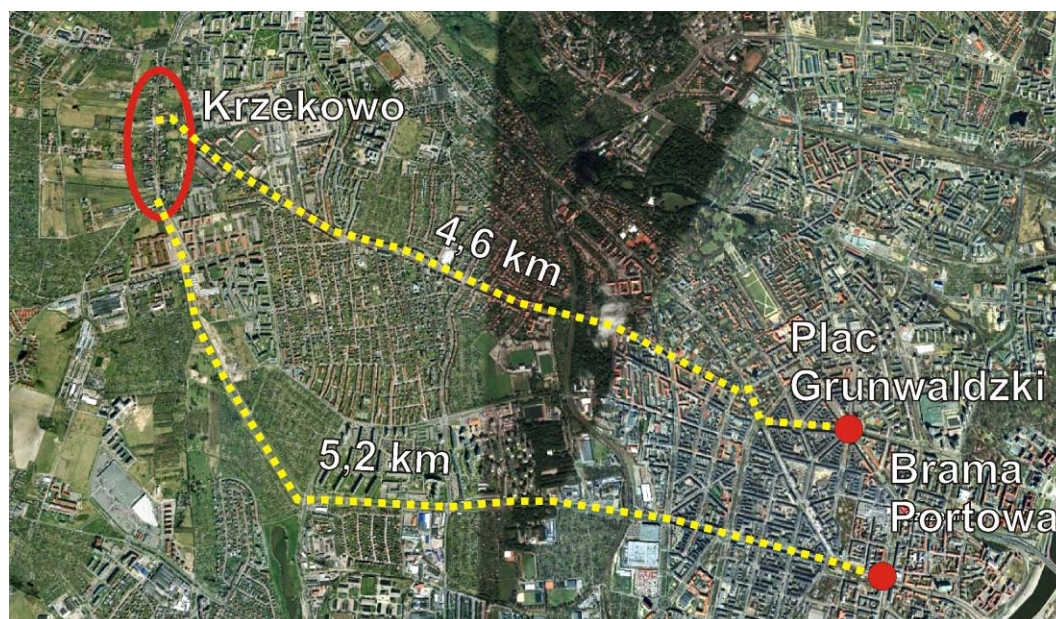 Krzekowo
4,6 km
Plac
Grunwaldzki
5,2 km
Brama
Portowa